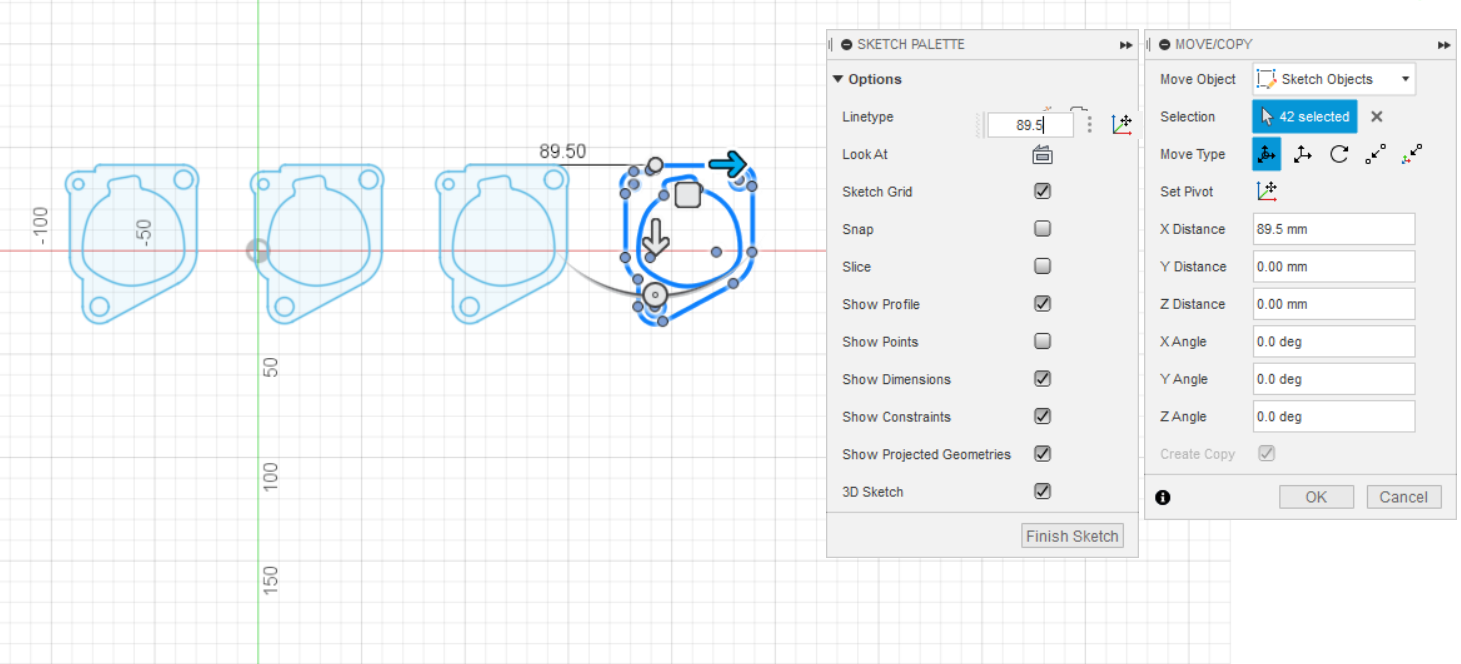 SKETCH PALETTE
Options
Linetype
89.5
Look At
Sketch Grid
Snap
Slice
Show Profile
Show Points
Show Dimensions
Show Constraints
Show Projected Geometries
3D Sketch
Finish Sketch
MOVE/COPY
Move Object Sketch Objects
Selection 42 selected
Move Type
Set Pivot
X Distance 89.5 mm
Y Distance 0.00 mm
Z Distance 0.00 mm
X Angle 0.0 deg
Y Angle 0.0 deg
Z Angle 0.0 deg
Create Copy
OK Cancel
89.50
-100
-50
50
100
150